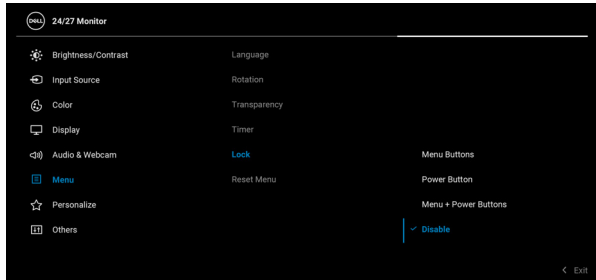 DELL 24/27 Monitor
Brightness/Contrast Language
Input Source Rotation
Color Transparency
Display Timer
Audio & Webcam Lock Menu Buttons
Menu Reset Menu Power Button
Personalize Menu + Power Buttons
Others Disable
Exit